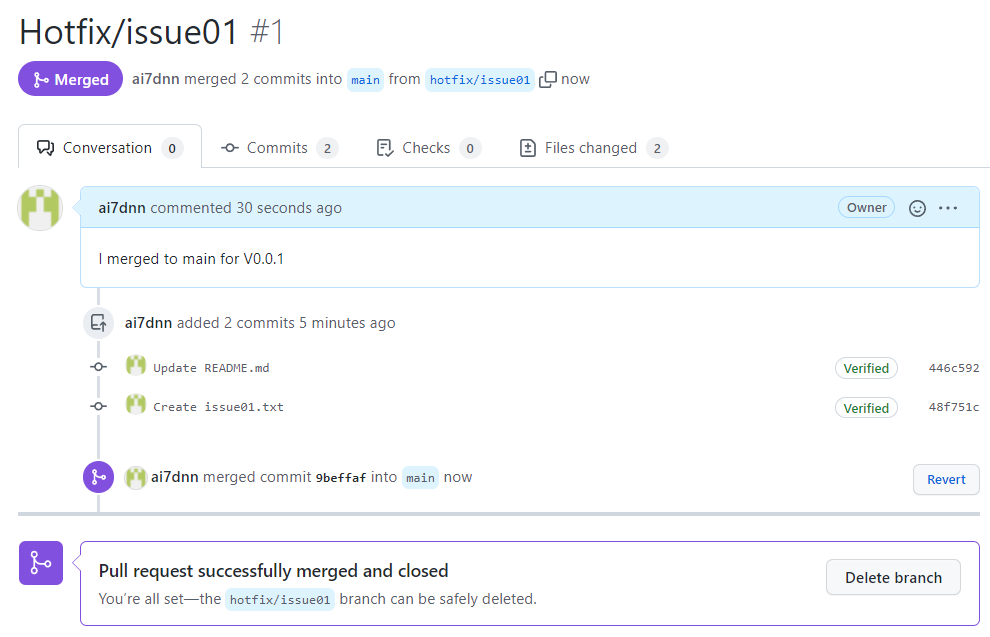 Hotfix/issue01 #1
Merged ai7dnn merged 2 commits into main from hotfix/issue01 now
Conversation 0 Commits 2 Checks 0 Files changed 2
ai7dnn commented 30 seconds ago Owner
I merged to main for V0.0.1
ai7dnn added 2 commits 5 minutes ago
Update README.md Verified 446c592
Create issue01.txt Verified 48f751c
ai7dnn merged commit 9beffaf into main now Revert
Pull request successfully merged and closed
You’re all set—the hotfix/issue01 branch can be safely deleted.
Delete branch